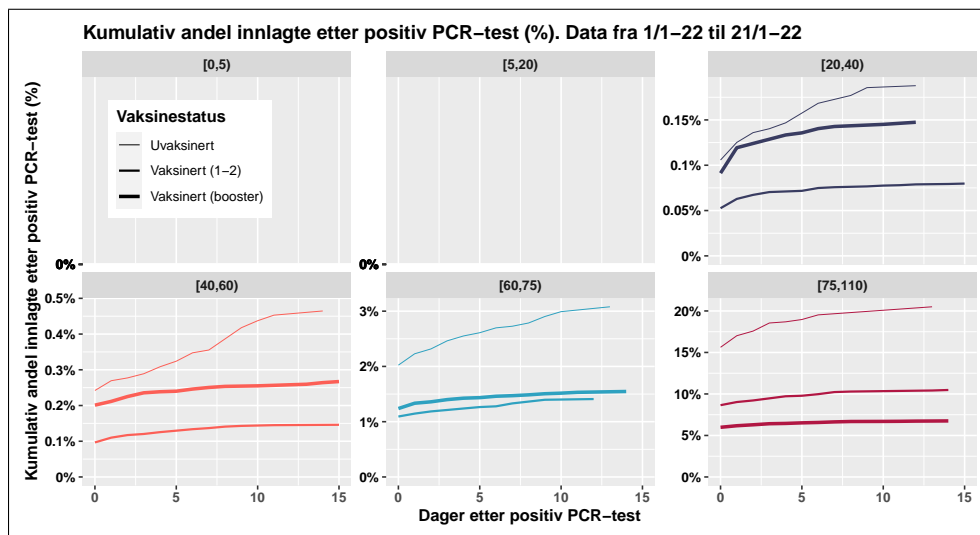 Kumulativ andel innlagte etter positiv PCR−test (%). Data fra 1/1−22 til 21/1−22
Kumulativ andel innlagte etter positiv PCR−test (%)
[0,5)
[5,20)
[20,40)
Vaksinestatus
Uvaksinert
Vaksinert (1−2)
Vaksinert (booster)
0%
0%
0.15%
0.1%
0.05%
0%
[40,60)
[60,75)
[75,110)
0.5%
0.4%
0.3%
0.2%
0.1%
0%
3%
2%
1%
0%
20%
15%
10%
5%
0%
0 5 10 15
0 5 10 15
0 5 10 15
Dager etter positiv PCR−test